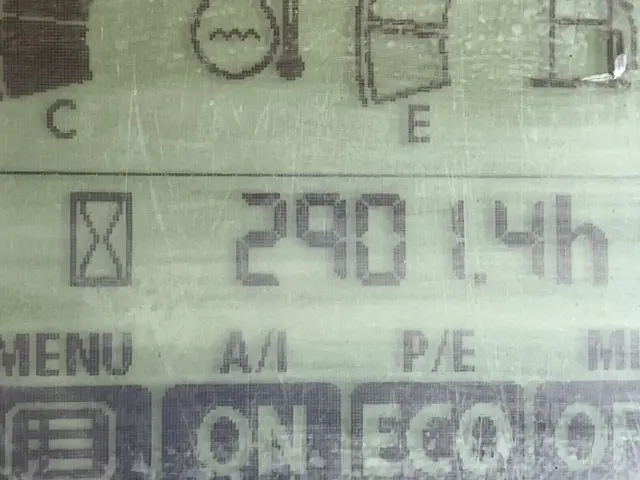 C E
2901.4h
MENU A/I P/E
ON ECO